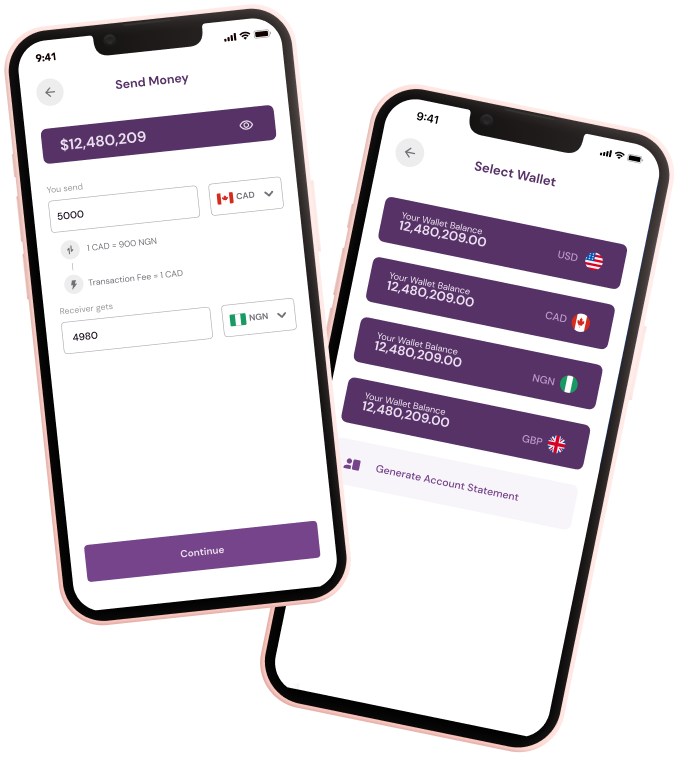 9:41
Send Money
$12,480,209
You send
5000
CAD
1 CAD = 900 NGN
Transaction Fee = 1 CAD
Receiver gets
4980
NGN
Continue
9:41
Select Wallet
Your Wallet Balance
12,480,209.00
USD
Your Wallet Balance
12,480,209.00
CAD
Your Wallet Balance
12,480,209.00
NGN
Your Wallet Balance
12,480,209.00
GBP
Generate Account Statement